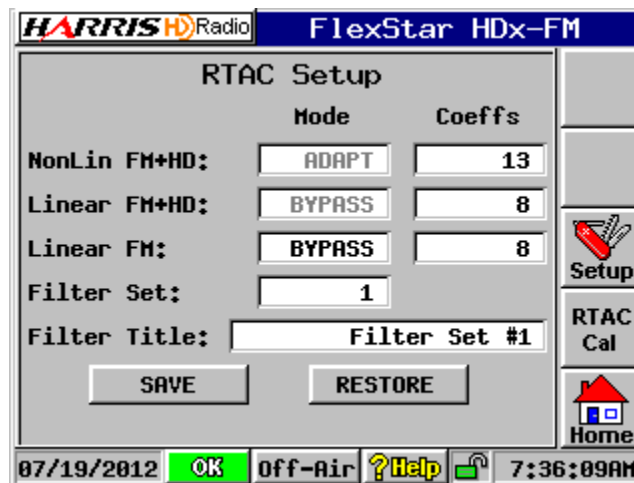 HARRIS HD)Radio FlexStar HDx-FM
RTAC Setup
Mode Coeffs
NonLin FM+HD: ADAPT 13
Linear FM+HD: BYPASS 8
Linear FM: BYPASS 8
Filter Set: 1
Filter Title: Filter Set #1
SAVE RESTORE
Setup
RTAC
Cal
Home
07/19/2012 OK Off-Air ?Help 7:36:09AM